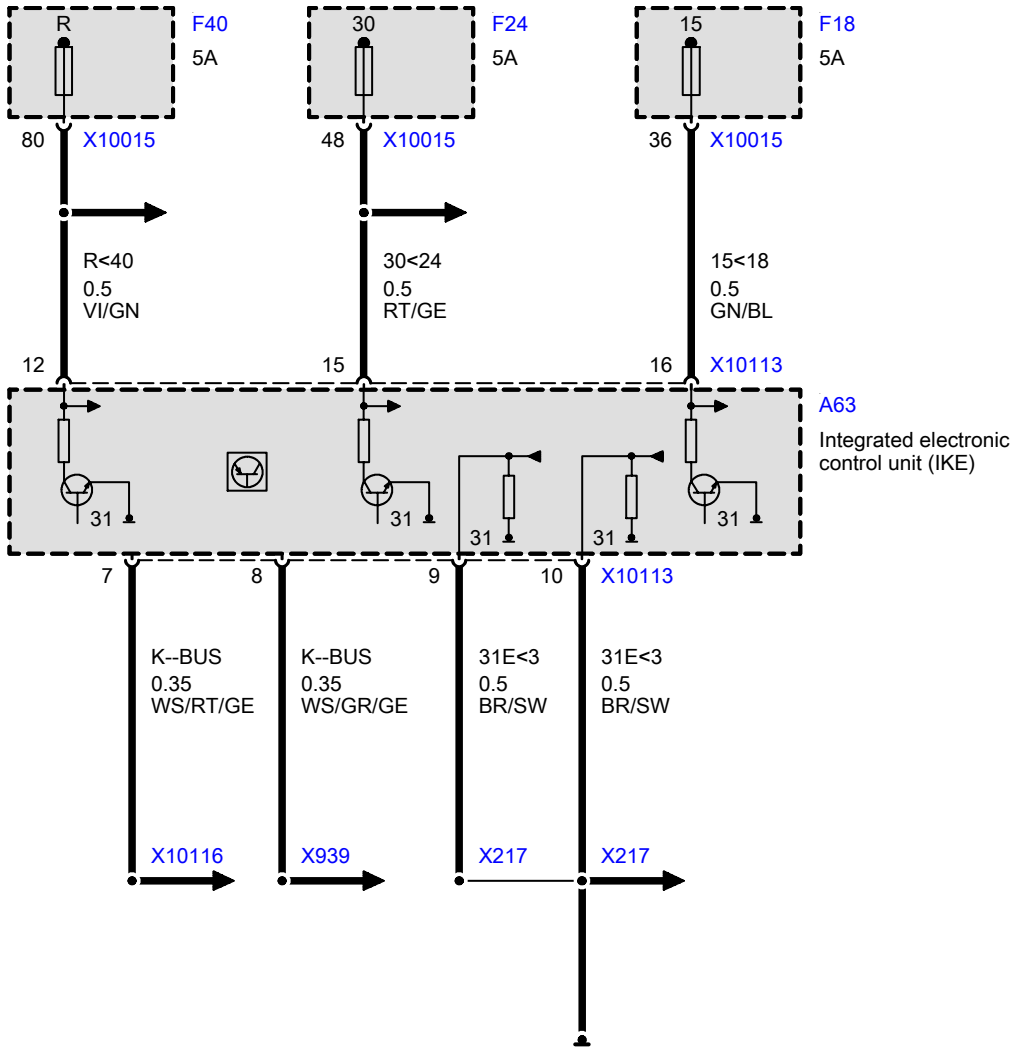 R
F40
5A
30
F24
5A
15
F18
5A
80
X10015
48
X10015
36
X10015
R<40
0.5
VI/GN
30<24
0.5
RT/GE
15<18
0.5
GN/BL
12
15
16
X10113
A63
Integrated electronic
control unit (IKE)
31
31
31
31
31
7
8
9
10
X10113
K--BUS
0.35
WS/RT/GE
K--BUS
0.35
WS/GR/GE
31E<3
0.5
BR/SW
31E<3
0.5
BR/SW
X10116
X939
X217
X217